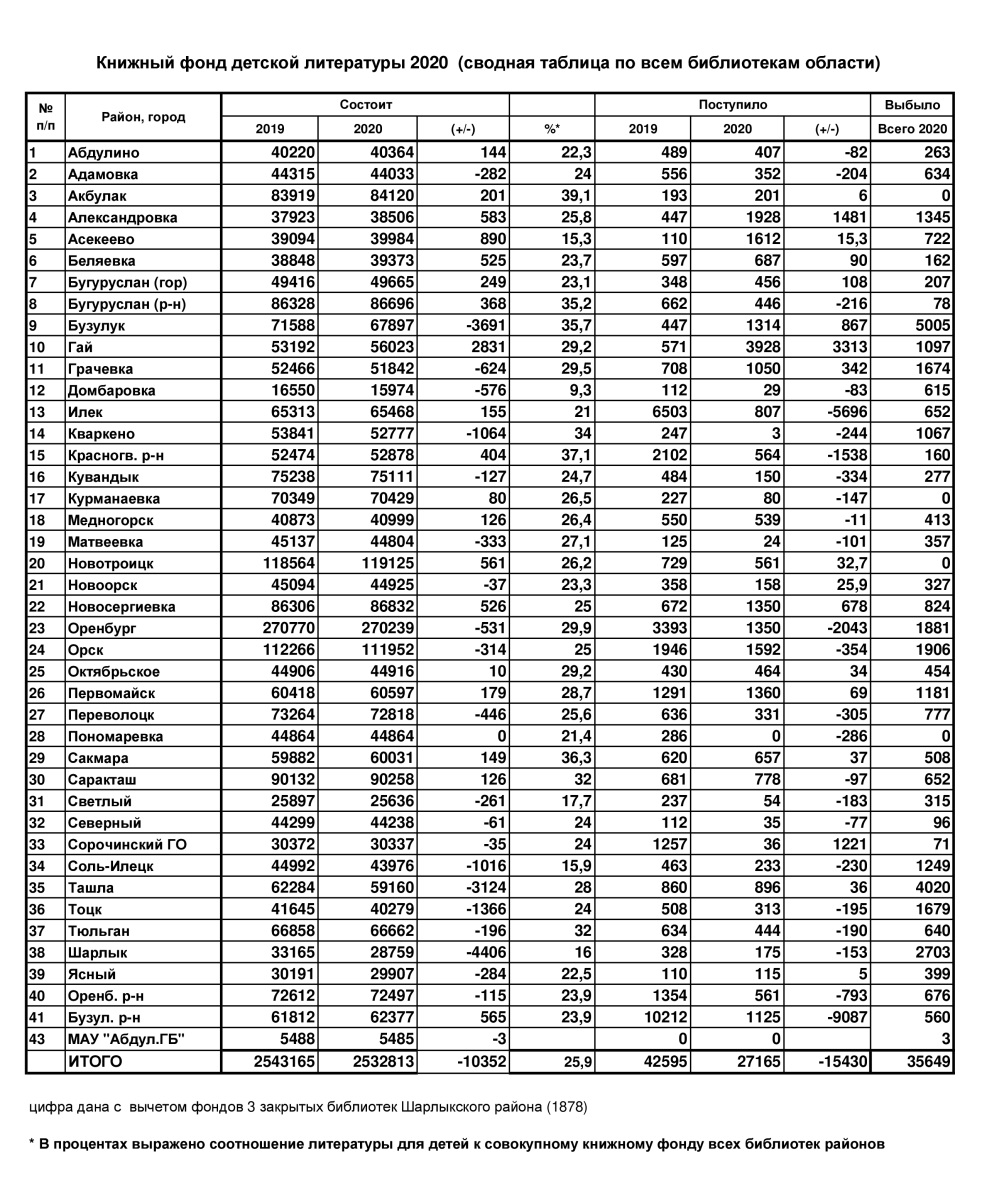 Книжный фонд детской литературы 2020 (сводная таблица по всем библиотекам области)
№ п/п Район, город Состоит Поступило Выбыло
2019 2020 (+/-) %* 2019 2020 (+/-) Всего 2020
1 Абдулино 40220 40364 144 22,3 489 407 -82 263
2 Адамовка 44315 44033 -282 24 556 352 -204 634
3 Акбулак 83919 84120 201 39,1 193 201 6 0
4 Александровка 37923 38506 583 25,8 447 1928 1481 1345
5 Асекеево 39094 39984 890 15,3 110 1612 15,3 722
6 Беляевка 38848 39373 525 23,7 597 687 90 162
7 Бугуруслан (гор) 49416 49665 249 23,1 348 456 108 207
8 Бугуруслан (р-н) 86328 86696 368 35,2 662 446 -216 78
9 Бузулук 71588 67897 -3691 35,7 447 1314 867 5005
10 Гай 53192 56023 2831 29,2 571 3928 3313 1097
11 Грачевка 52466 51842 -624 29,5 708 1050 342 1674
12 Домбаровка 16550 15974 -576 9,3 112 29 -83 615
13 Илек 65313 65468 155 21 6503 807 -5696 652
14 Кваркено 53841 52777 -1064 34 247 3 -244 1067
15 Красногв. р-н 52474 52878 404 37,1 2102 564 -1538 160
16 Кувандык 75238 75111 -127 24,7 484 150 -334 277
17 Курманаевка 70349 70429 80 26,5 227 80 -147 0
18 Медногорск 40873 40999 126 26,4 550 539 -11 413
19 Матвеевка 45137 44804 -333 27,1 125 24 -101 357
20 Новотроицк 118564 119125 561 26,2 729 561 32,7 0
21 Новоорск 45094 44925 -37 23,3 358 158 25,9 327
22 Новосергиевка 86306 86832 526 25 672 1350 678 824
23 Оренбург 270770 270239 -531 29,9 3393 1350 -2043 1881
24 Орск 112266 111952 -314 25 1946 1592 -354 1906
25 Октябрьское 44906 44916 10 29,2 430 464 34 454
26 Первомайск 60418 60597 179 28,7 1291 1360 69 1181
27 Переволоцк 73264 72818 -446 25,6 636 331 -305 777
28 Пономаревка 44864 44864 0 21,4 286 0 -286 0
29 Сакмара 59882 60031 149 36,3 620 657 37 508
30 Саракташ 90132 90258 126 32 681 778 -97 652
31 Светлый 25897 25636 -261 17,7 237 54 -183 315
32 Северный 44299 44238 -61 24 112 35 -77 96
33 Сорочинский ГО 30372 30337 -35 24 1257 36 1221 71
34 Соль-Илецк 44992 43976 -1016 15,9 463 233 -230 1249
35 Ташла 62284 59160 -3124 28 860 896 36 4020
36 Тоцк 41645 40279 -1366 24 508 313 -195 1679
37 Тюльган 66858 66662 -196 32 634 444 -190 640
38 Шарлык 33165 28759 -4406 16 328 175 -153 2703
39 Ясный 30191 29907 -284 22,5 110 115 5 399
40 Оренб. р-н 72612 72497 -115 23,9 1354 561 -793 676
41 Бузул. р-н 61812 62377 565 23,9 10212 1125 -9087 560
43 МАУ "Абдул.ГБ" 5488 5485 -3 0 0 3
ИТОГО 2543165 2532813 -10352 25,9 42595 27165 -15430 35649
цифра дана с вычетом фондов 3 закрытых библиотек Шарлыкского района (1878)
* В процентах выражено соотношение литературы для детей к совокупному книжному фонду всех библиотек районов